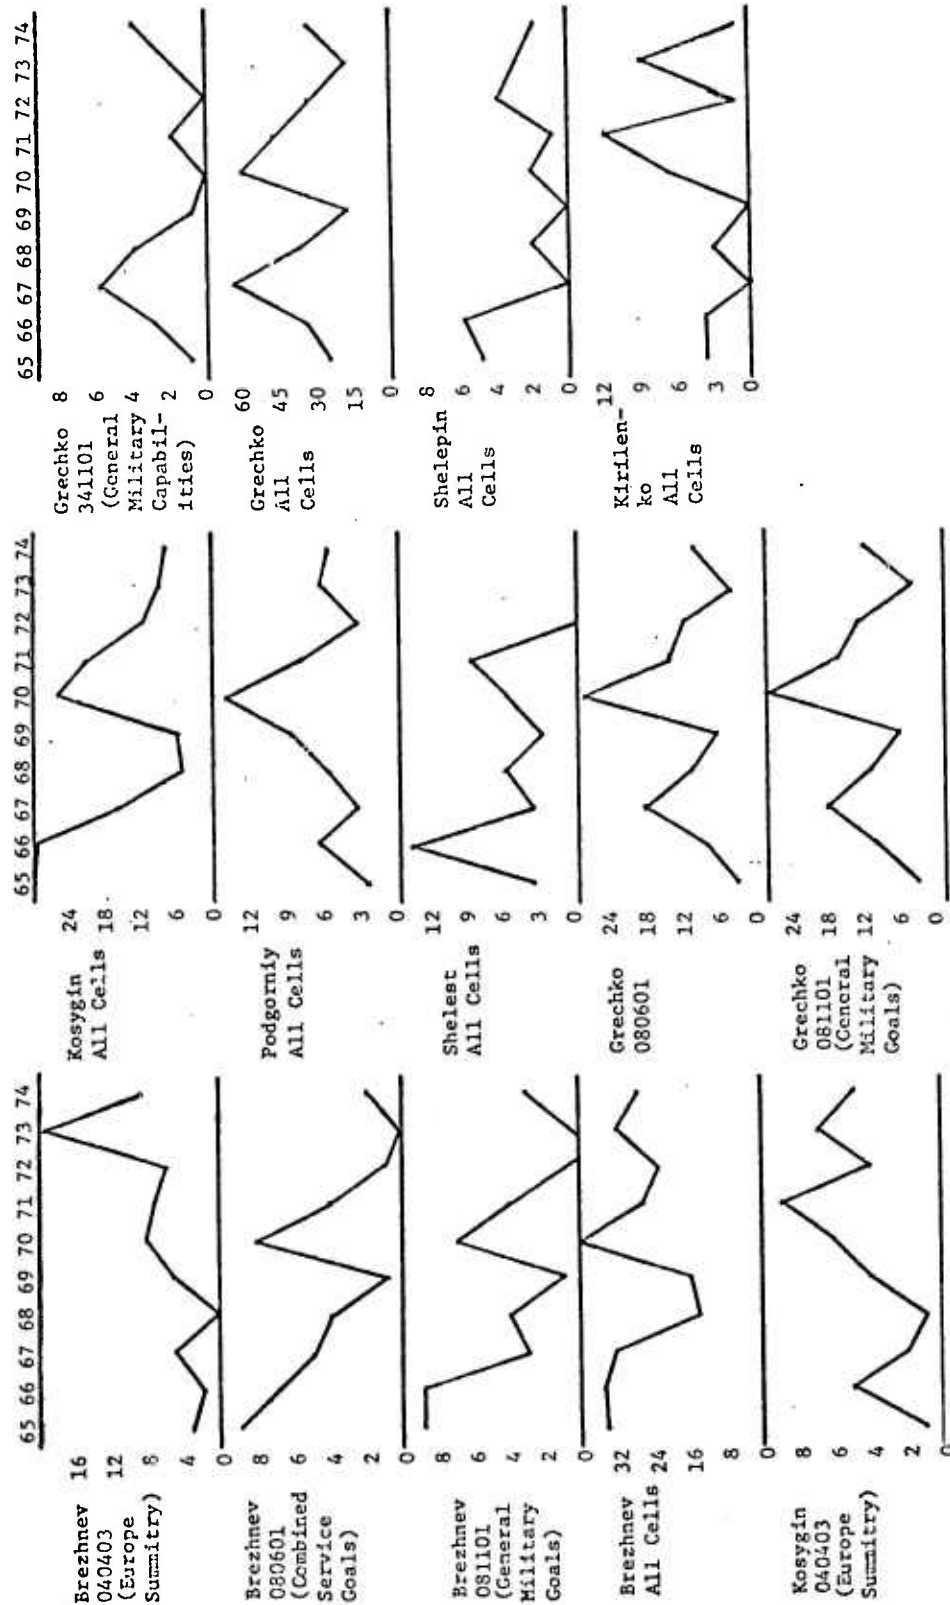 65 66 67 68 69 70 71 72 73 74
Brezhnev 16
040403 12
(Europe 8
Summitry) 4
0
Brezhnev 8
080601 6
(Combined 4
Service 2
Goals) 0
Brezhnev 8
081101 6
(General 4
Military 2
Goals) 0
Brezhnev 32
All Cells 24
16
8
0
Kosygin 8
040403 6
(Europe 4
Summitry) 2
0
65 66 67 68 69 70 71 72 73 74
Kosygin 24
All Cells 18
12
6
0
Podgorniy 12
All Cells 9
6
3
0
Shelest 12
All Cells 9
6
3
0
Grechko 24
080601 18
12
6
0
Grechko 24
081101 18
(General 12
Military 6
Goals) 0
65 66 67 68 69 70 71 72 73 74
Grechko 8
341101
(General 6
Military 4
Capabil- 2
ities) 0
Grechko 60
All 45
Cells 30
15
0
Shelepin 8
All 6
Cells 4
2
0
Kirilen- 12
ko 9
All 6
Cells 3
0